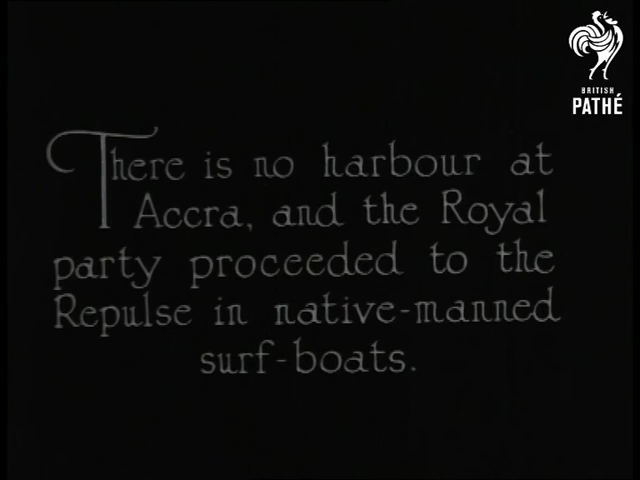 BRITISH
PATHÉ
There is no harbour at
Accra, and the Royal
party proceeded to the
Repulse in native-manned
surf-boats.